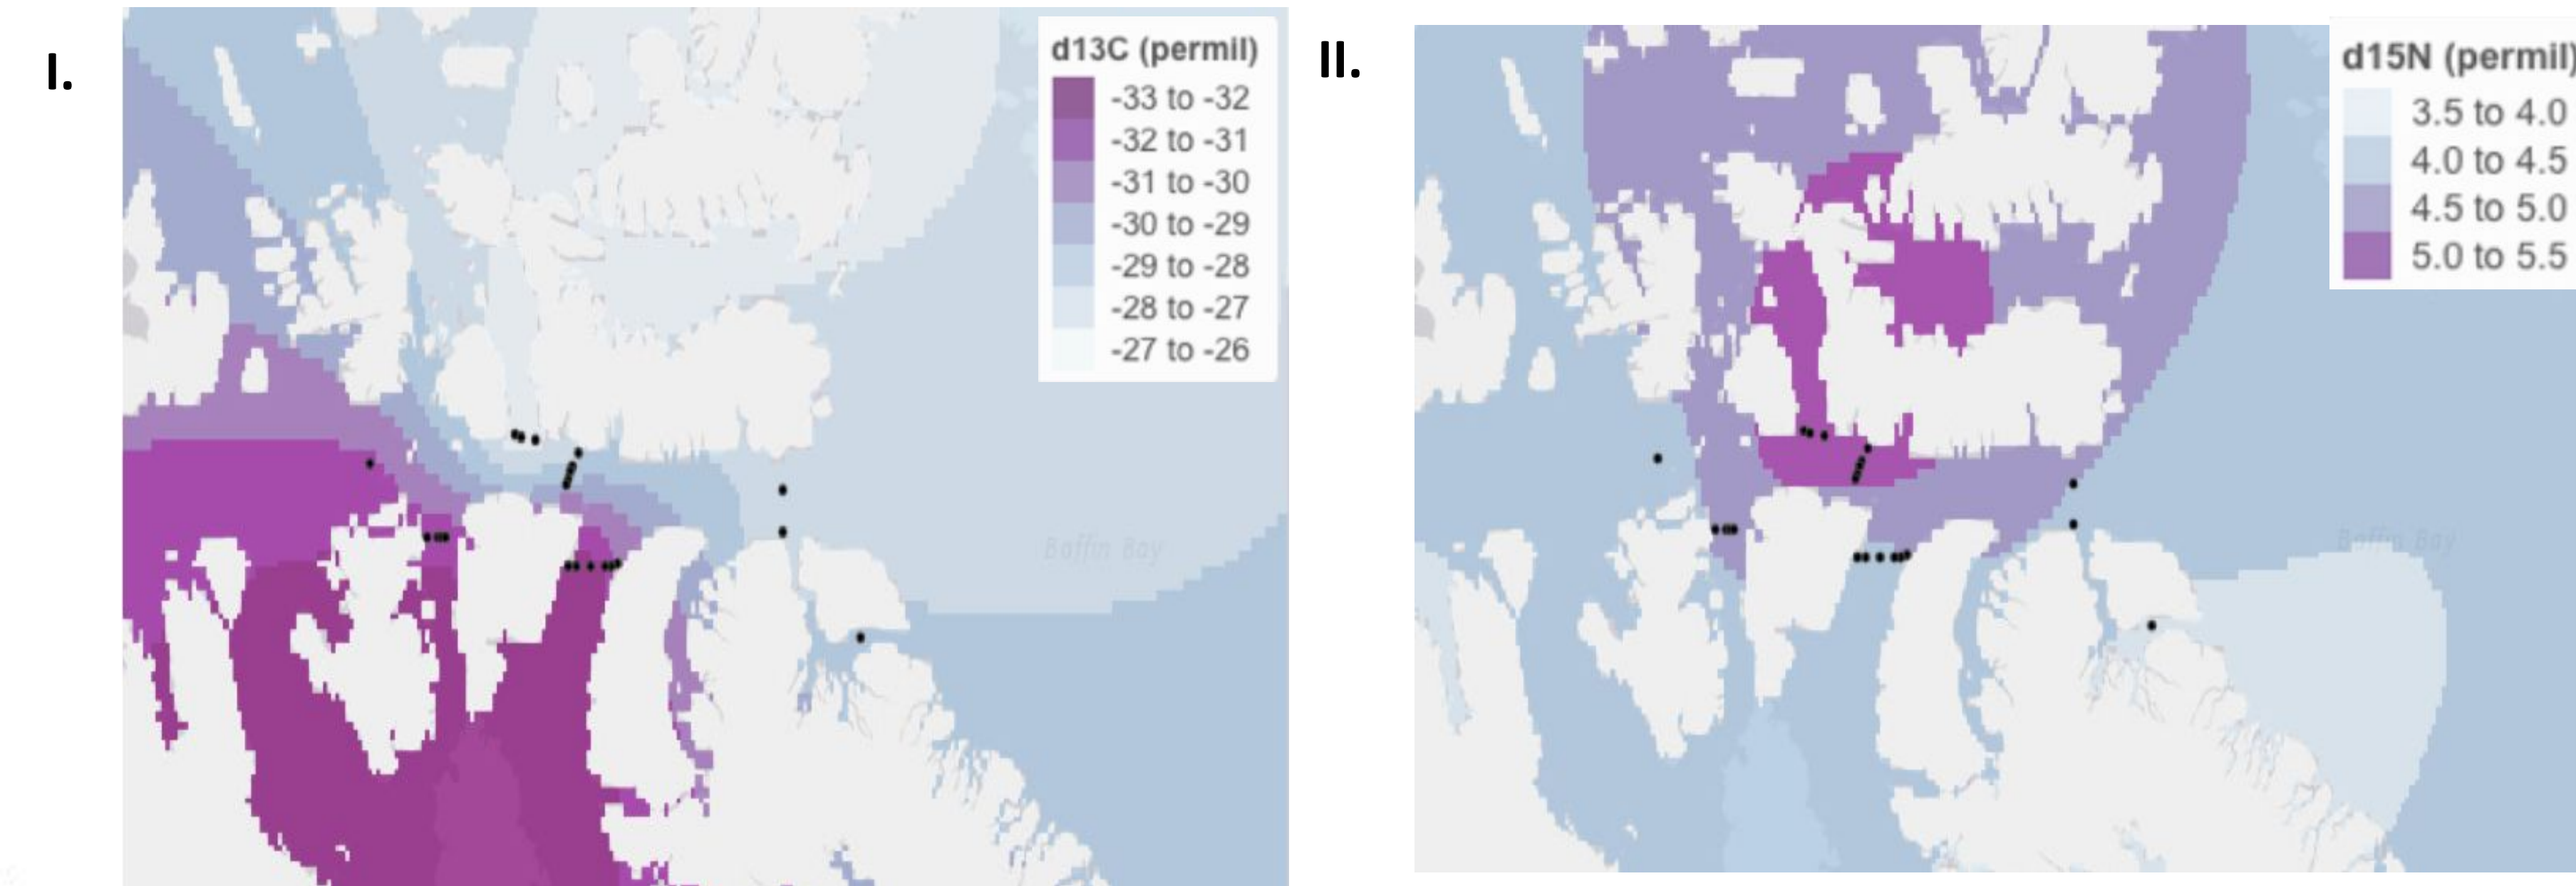 I.
d13C (permil)
-33 to -32
-32 to -31
-31 to -30
-30 to -29
-29 to -28
-28 to -27
-27 to -26
Baffin Bay
II.
d15N (permil)
3.5 to 4.0
4.0 to 4.5
4.5 to 5.0
5.0 to 5.5
Baffin Bay